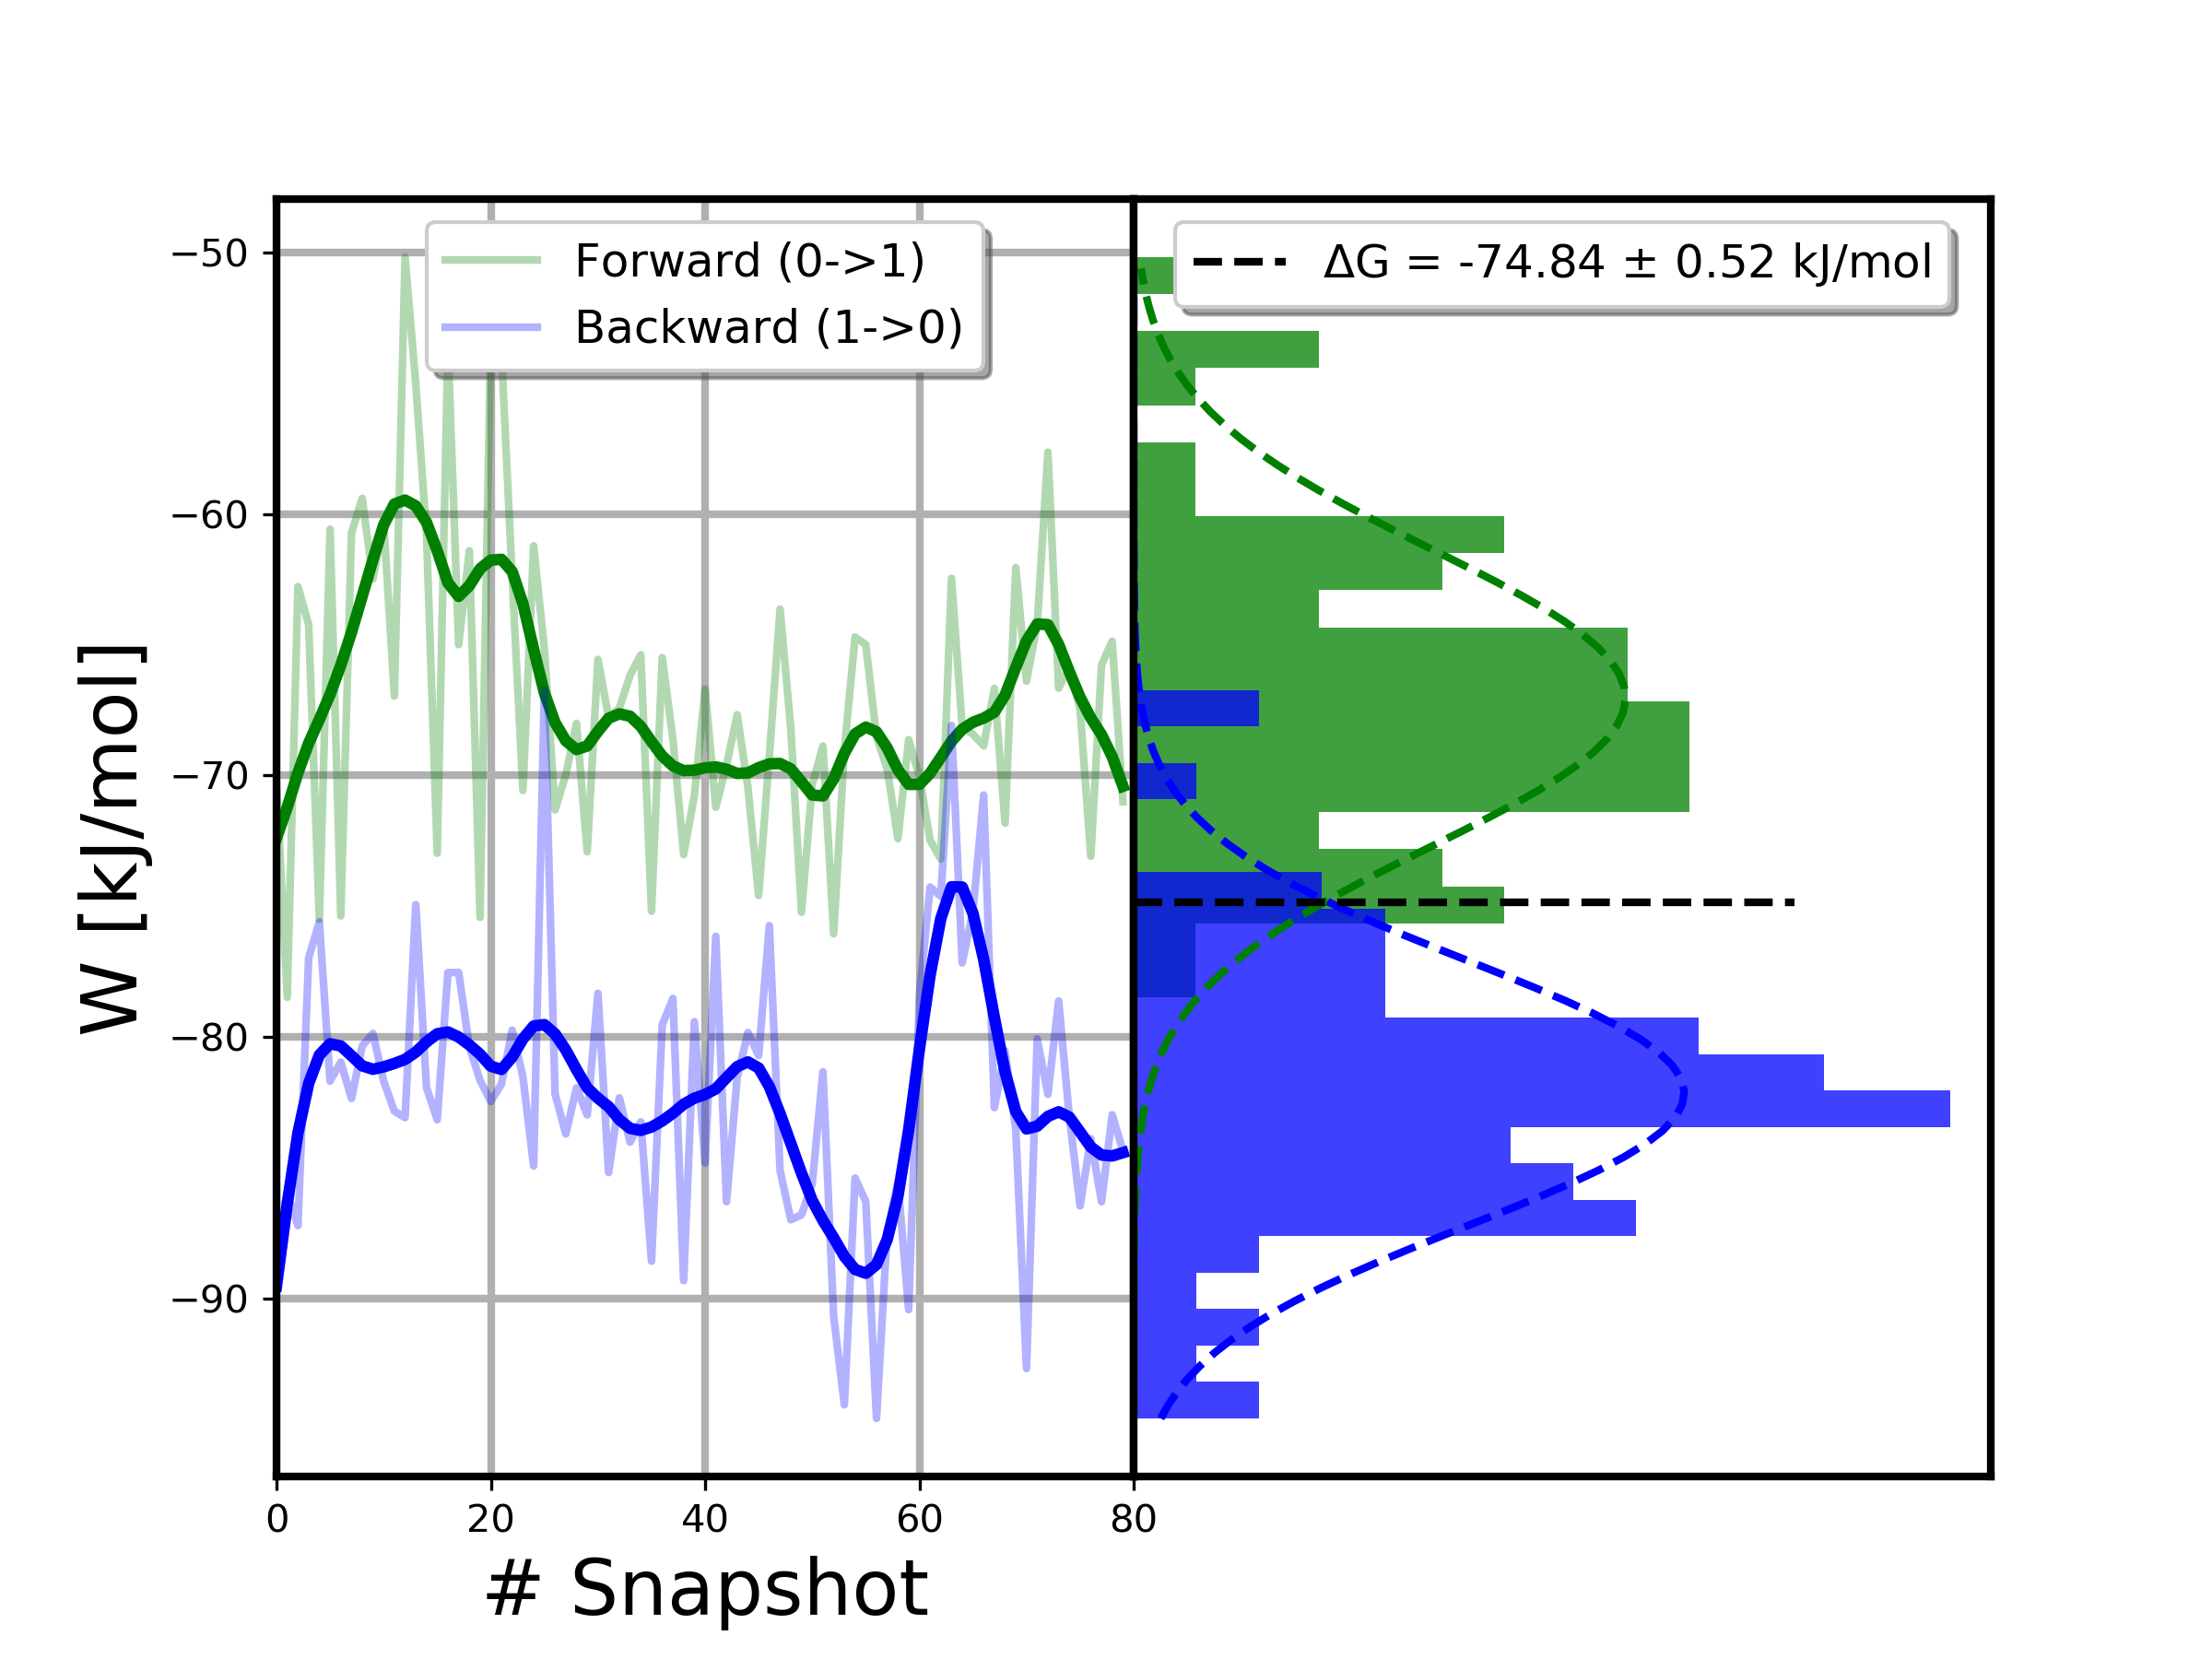 Forward (0->1)
Backward (1->0)
ΔG = -74.84 ± 0.52 kJ/mol
−50
−60
−70
−80
−90
W [kJ/mol]
0 20 40 60 80
# Snapshot